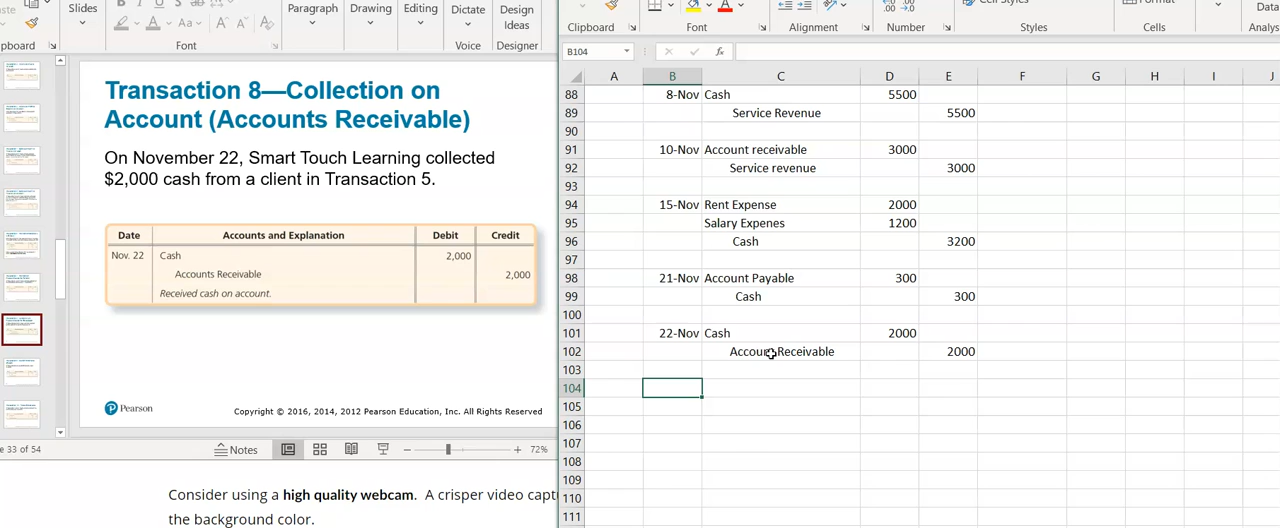 Slides
Paragraph
Drawing
Editing
Dictate
Design
Ideas
pboard
Font
Voice
Designer
Aa
A
A
B
I
U
S
Clipboard
Font
Alignment
Number
Styles
Cells
Analys
Data
A
B104
fx
A B C D E F G H I J
88 8-Nov Cash 5500
89 Service Revenue 5500
90
91 10-Nov Account receivable 3000
92 Service revenue 3000
93
94 15-Nov Rent Expense 2000
95 Salary Expenes 1200
96 Cash 3200
97
98 21-Nov Account Payable 300
99 Cash 300
100
101 22-Nov Cash 2000
102 Account Receivable 2000
103
104
105
106
107
108
109
110
111
Transaction 8—Collection on
Account (Accounts Receivable)
On November 22, Smart Touch Learning collected
$2,000 cash from a client in Transaction 5.
Date Accounts and Explanation Debit Credit
Nov. 22 Cash 2,000
Accounts Receivable 2,000
Received cash on account.
Pearson
Copyright © 2016, 2014, 2012 Pearson Education, Inc. All Rights Reserved
e 33 of 54
Notes
72%
Consider using a high quality webcam. A crisper video capt
the background color.